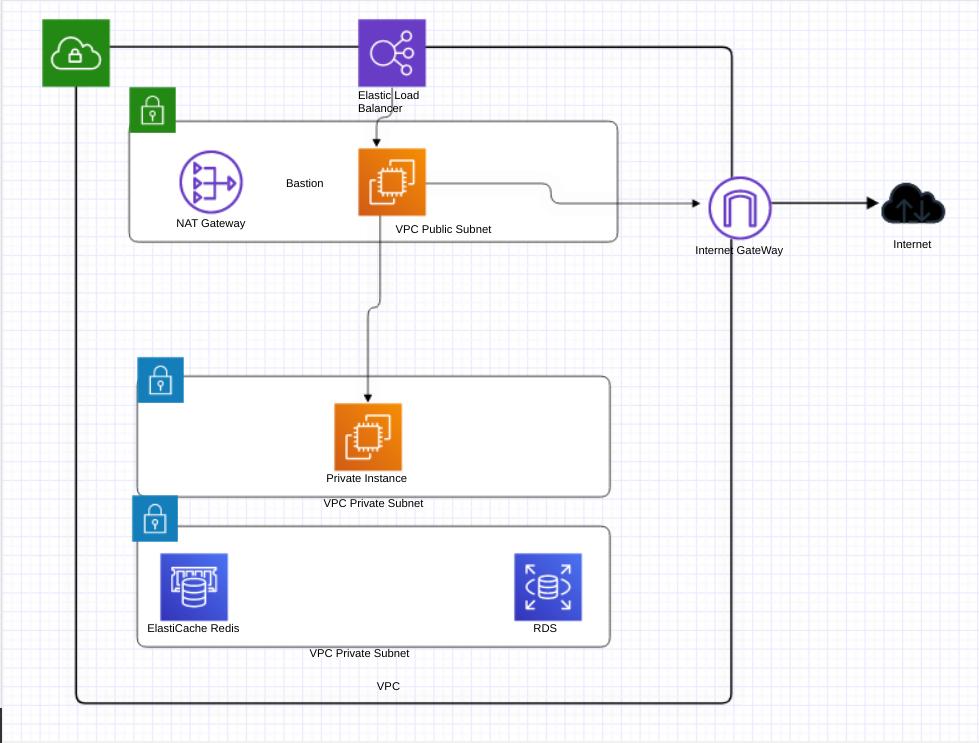 Elastic Load
Balancer
Bastion
NAT Gateway
VPC Public Subnet
Internet GateWay
Internet
Private Instance
VPC Private Subnet
ElastiCache Redis
RDS
VPC Private Subnet
VPC